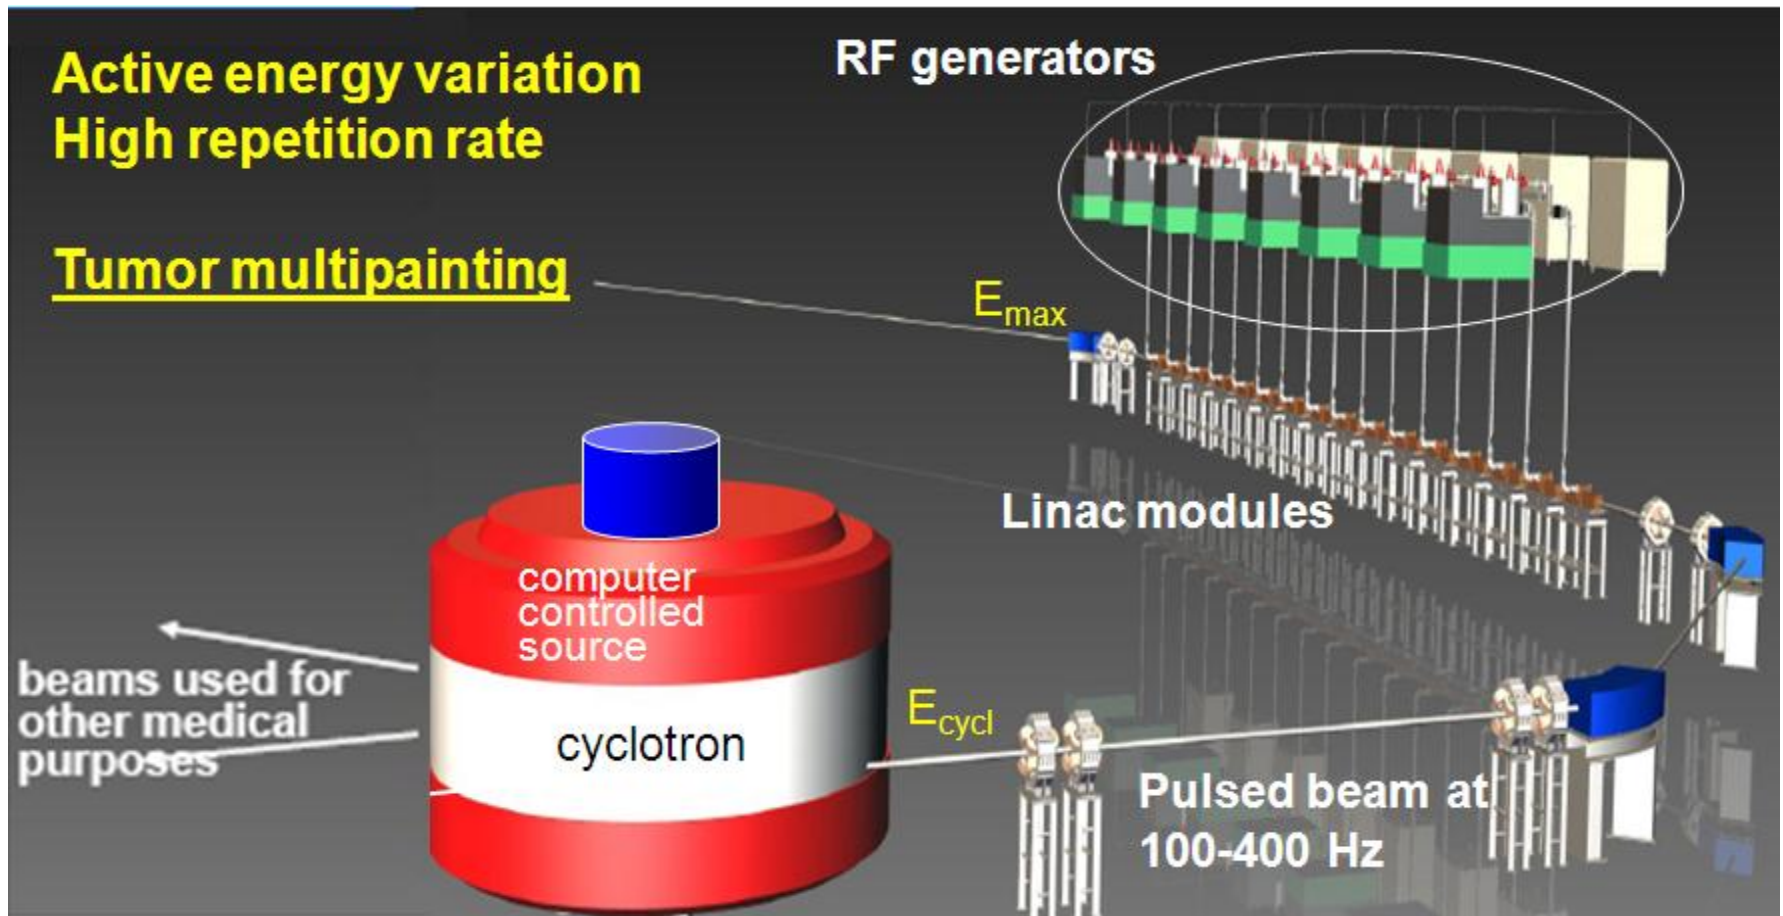 Active energy variation
High repetition rate
Tumor multipainting
RF generators
Emax
Linac modules
computer
controlled
source
beams used for
other medical
purposes
cyclotron
Ecycl
Pulsed beam at
100-400 Hz